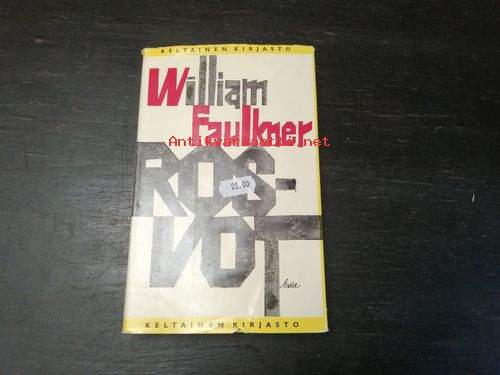 KELTAINEN KIRJASTO
William
Faulkner
Antikvariaatti.net
ROS-
25.00
VOT
KELTAINEN KIRJASTO